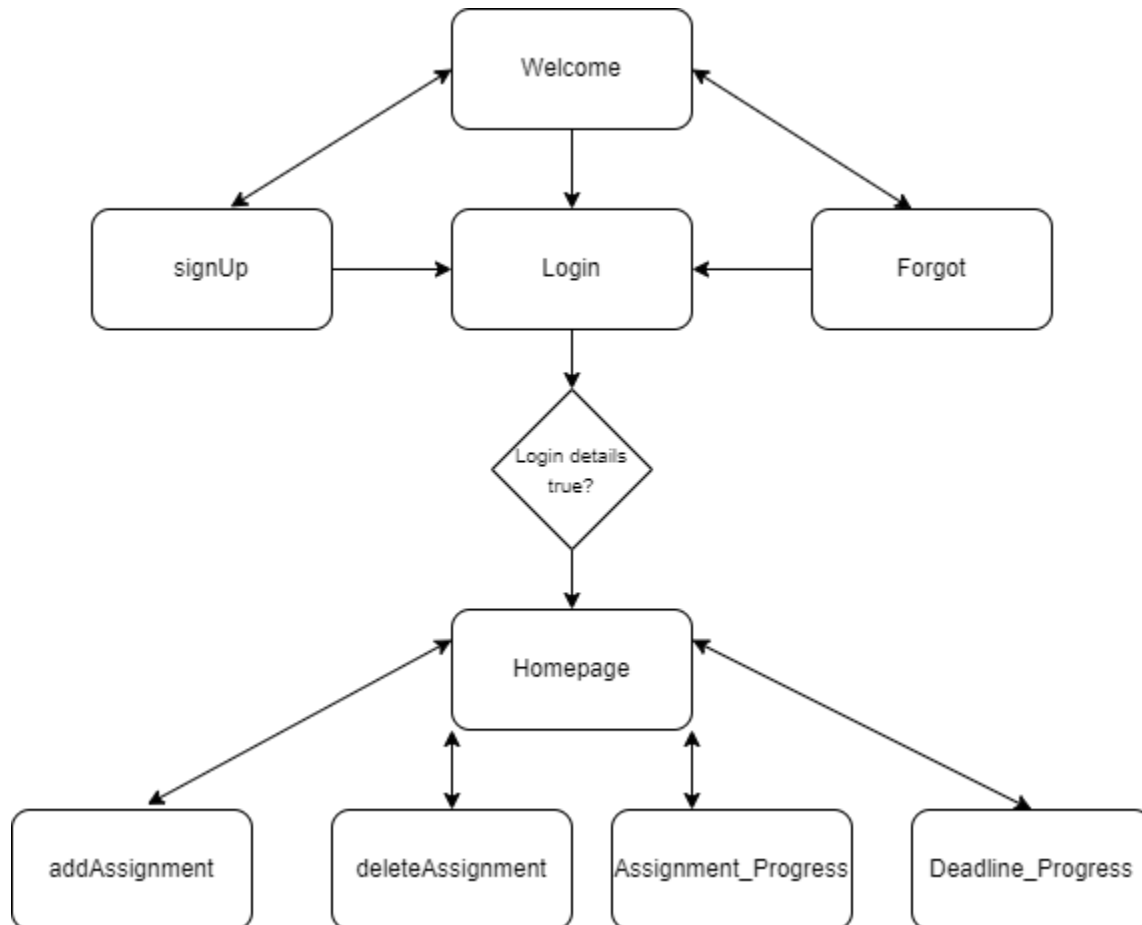 Welcome
signUp
Login
Forgot
Login details
true?
Homepage
addAssignment
deleteAssignment
Assignment_Progress
Deadline_Progress